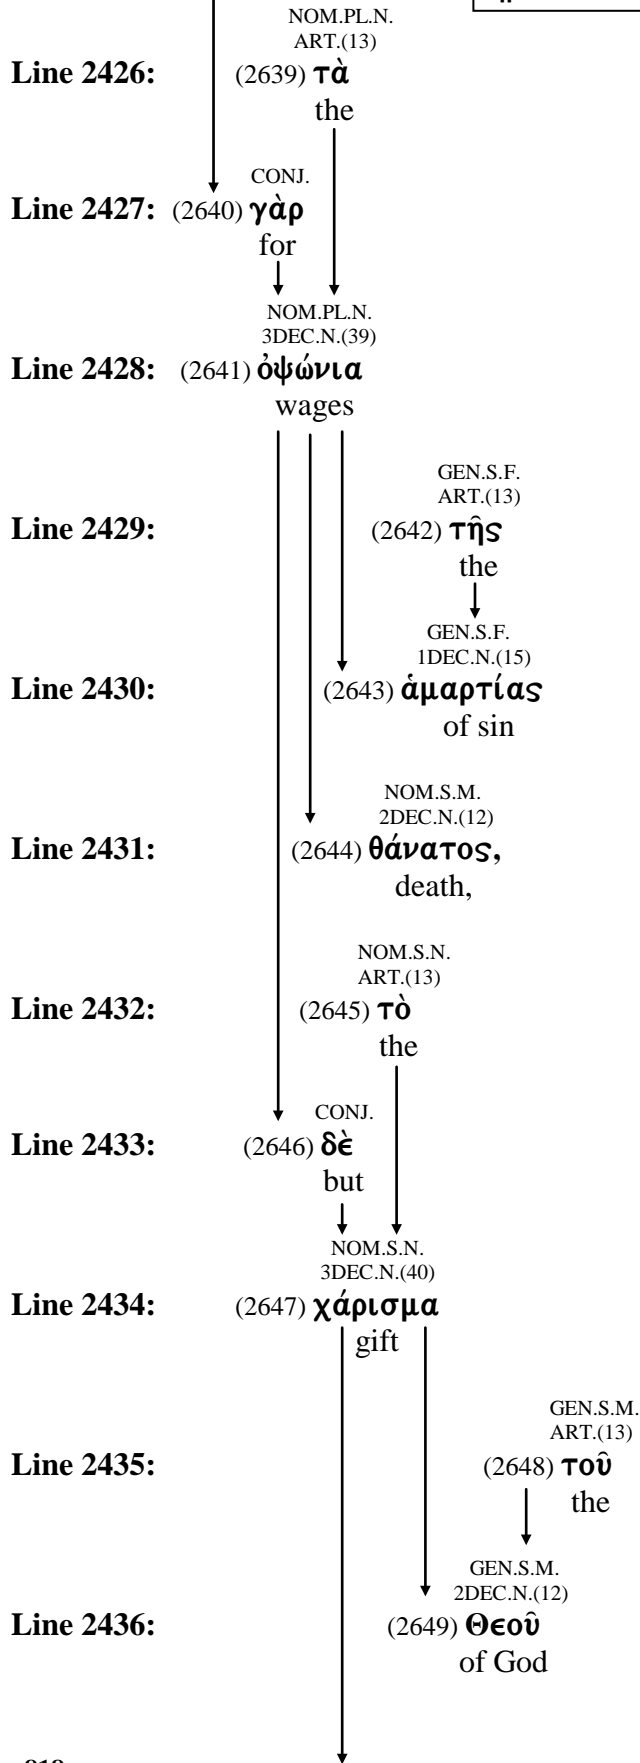 NOM.PL.N.
ART.(13)
Line 2426: (2639) τὰ
the
CONJ.
Line 2427: (2640) γὰρ
for
NOM.PL.N.
3DEC.N.(39)
Line 2428: (2641) ὀψώνια
wages
GEN.S.F.
ART.(13)
Line 2429: (2642) τῆς
the
GEN.S.F.
1DEC.N.(15)
Line 2430: (2643) ἁμαρτίας
of sin
NOM.S.M.
2DEC.N.(12)
Line 2431: (2644) θάνατος,
death,
NOM.S.N.
ART.(13)
Line 2432: (2645) τὸ
the
CONJ.
Line 2433: (2646) δὲ
but
NOM.S.N.
3DEC.N.(40)
Line 2434: (2647) χάρισμα
gift
GEN.S.M.
ART.(13)
Line 2435: (2648) τοῦ
the
GEN.S.M.
2DEC.N.(12)
Line 2436: (2649) Θεοῦ
of God